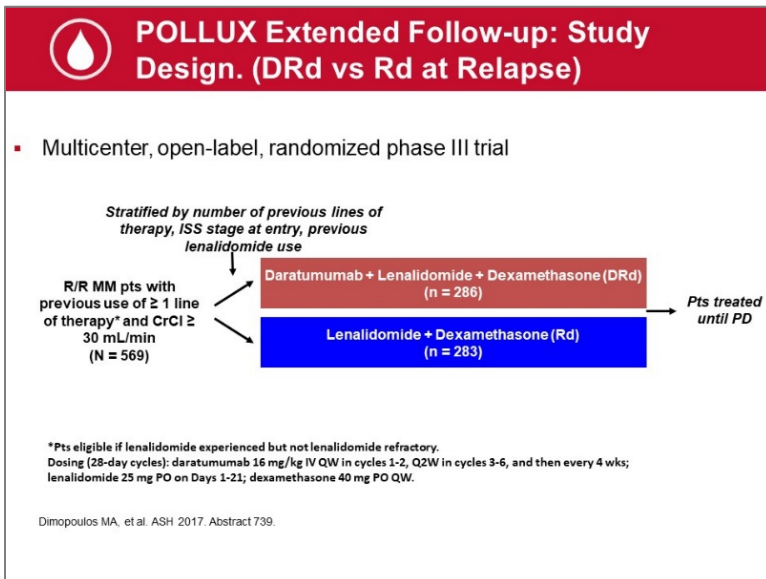 POLLUX Extended Follow-up: Study
Design. (DRd vs Rd at Relapse)
▪ Multicenter, open-label, randomized phase III trial
Stratified by number of previous lines of
therapy, ISS stage at entry, previous
lenalidomide use
R/R MM pts with
previous use of ≥ 1 line
of therapy* and CrCl ≥
30 mL/min
(N = 569)
Daratumumab + Lenalidomide + Dexamethasone (DRd)
(n = 286)
Lenalidomide + Dexamethasone (Rd)
(n = 283)
Pts treated
until PD
*Pts eligible if lenalidomide experienced but not lenalidomide refractory.
Dosing (28-day cycles): daratumumab 16 mg/kg IV QW in cycles 1-2, Q2W in cycles 3-6, and then every 4 wks;
lenalidomide 25 mg PO on Days 1-21; dexamethasone 40 mg PO QW.
Dimopoulos MA, et al. ASH 2017. Abstract 739.